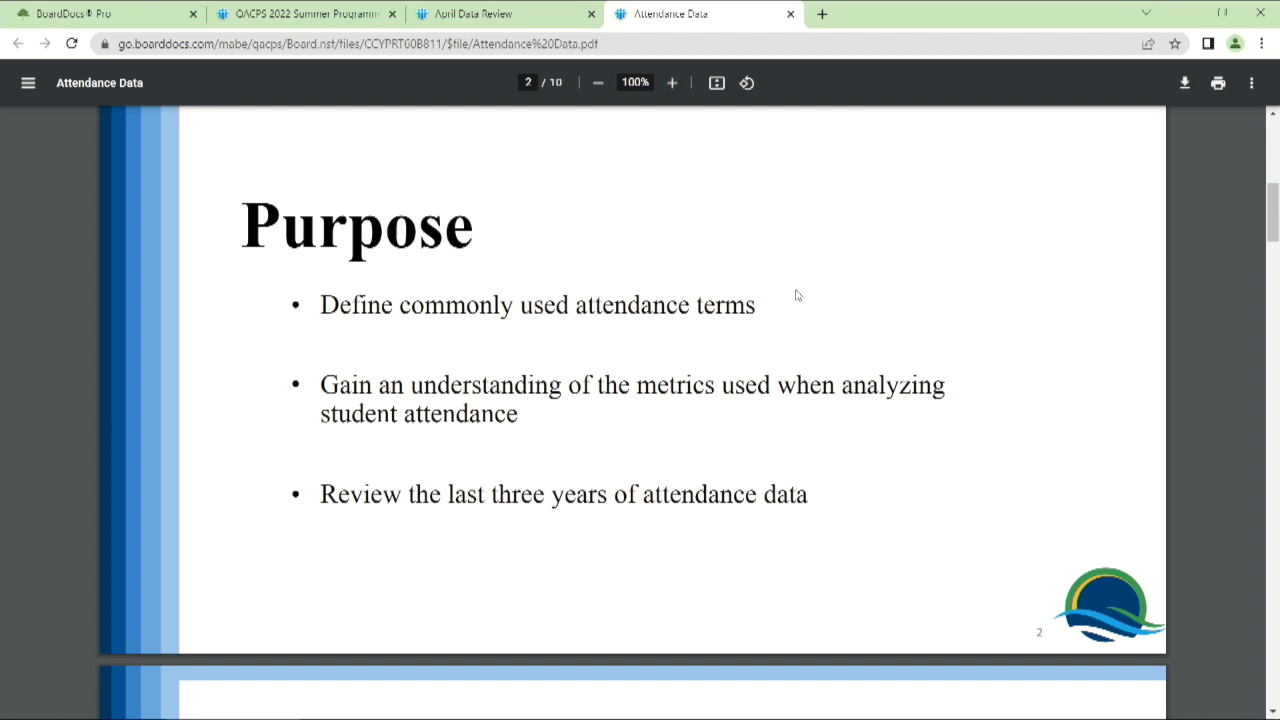 BoardDocs® Pro
QACPS 2022 Summer Programm
April Data Review
Attendance Data
go.boarddocs.com/mabe/qacps/Board.nsf/files/CCYPRT60B811/$file/Attendance%20Data.pdf
Attendance Data
2 / 10
100%
Purpose
• Define commonly used attendance terms
• Gain an understanding of the metrics used when analyzing
student attendance
• Review the last three years of attendance data
2